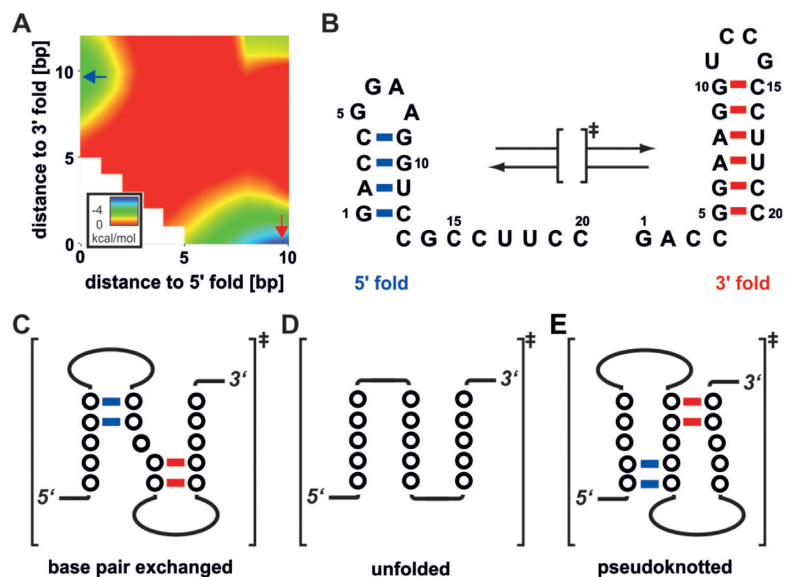 A
distance to 3' fold [bp]
10
5
0
-4
0
kcal/mol
0 5 10
distance to 5' fold [bp]
B
G A
5 G A
C G
C G 10
A U
1 G C
15 20
C G C C U U C C
5' fold
‡
C C
U G
10 G C 15
G C
A U
A U
G C
5 G C 20
1
G A C C
3' fold
C
‡
3'
5'
base pair exchanged
D
‡
3'
5'
unfolded
E
‡
3'
5'
pseudoknotted